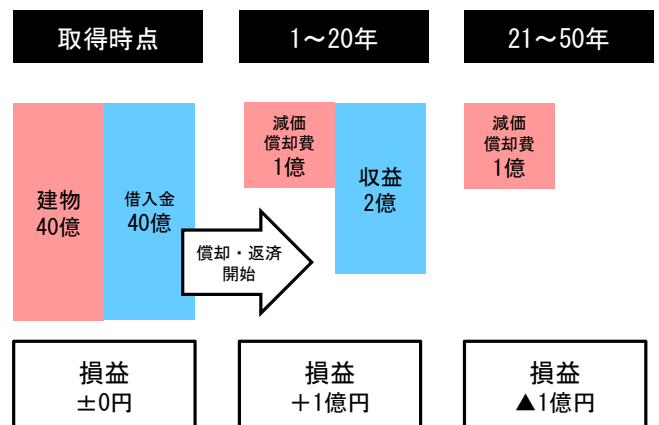 取得時点
1～20年
21～50年
建物
40億
借入金
40億
償却・返済
開始
減価
償却費
1億
収益
2億
減価
償却費
1億
損益
±0円
損益
＋1億円
損益
▲1億円